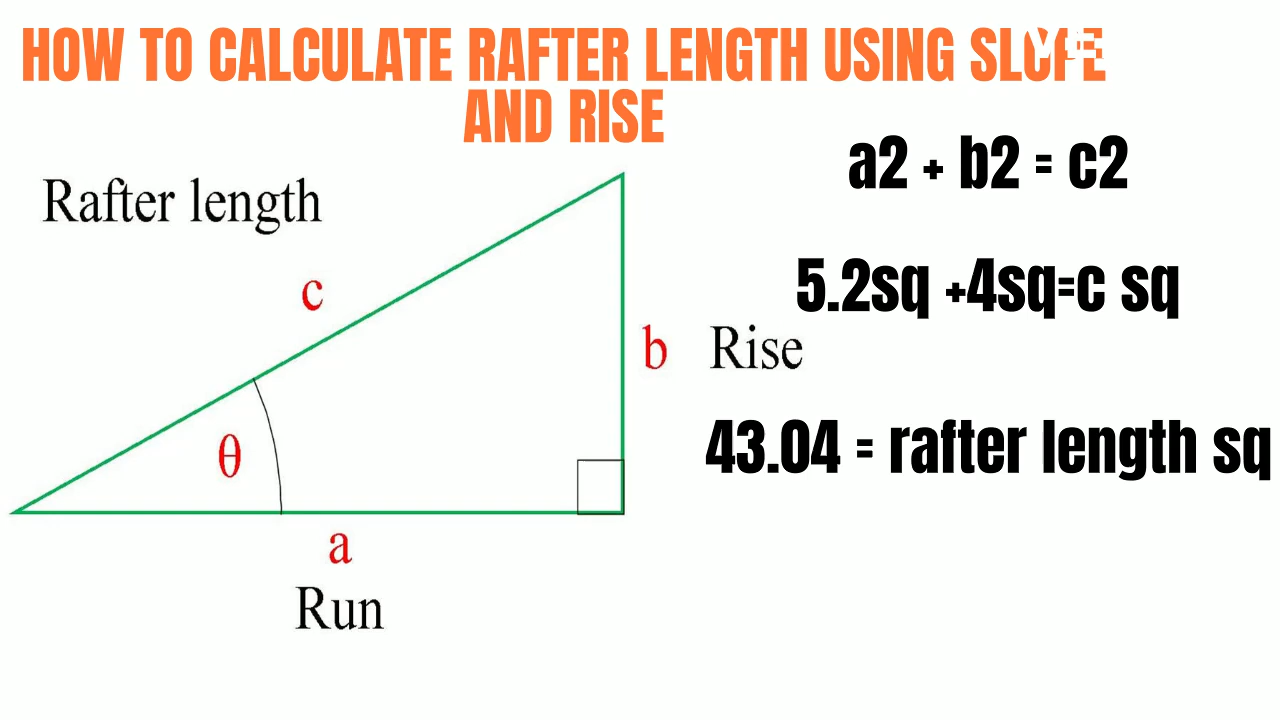 HOW TO CALCULATE RAFTER LENGTH USING SLOPE
AND RISE
a2 + b2 = c2
Rafter length
5.2sq +4sq=c sq
c
b Rise
43.04 = rafter length sq
θ
a
Run